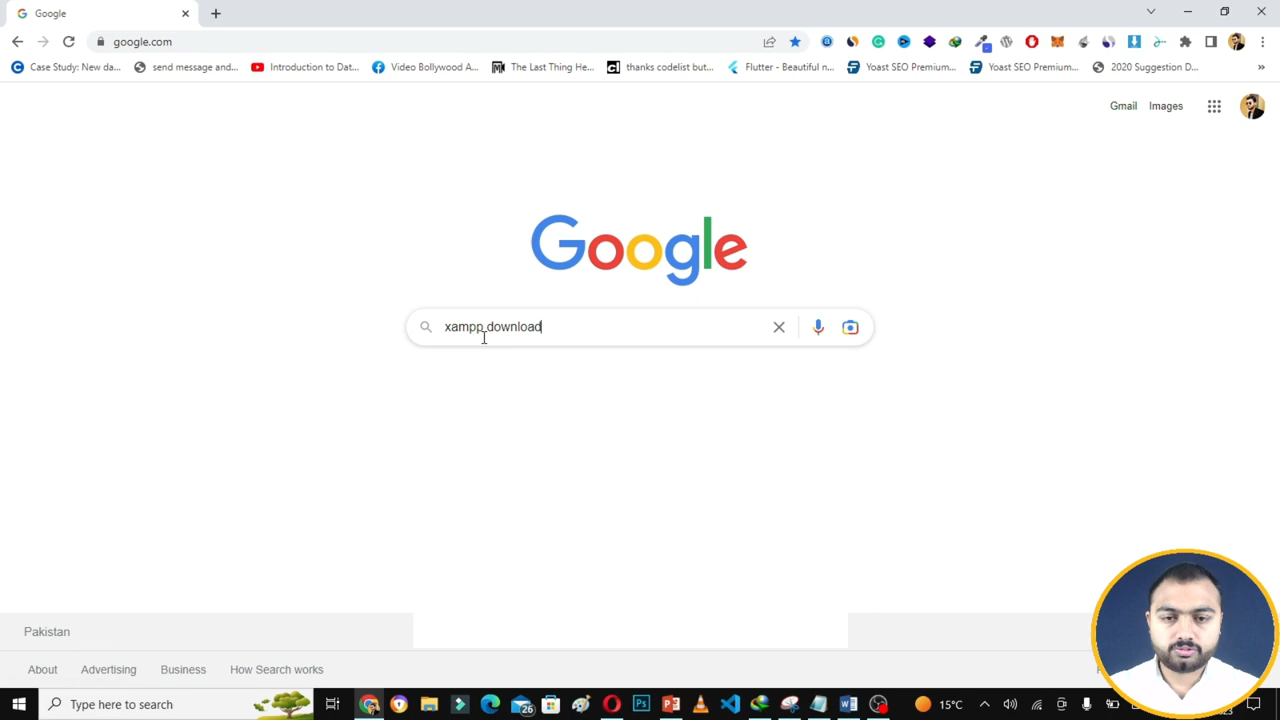 Google
google.com
Case Study: New da...
send message and...
Introduction to Dat...
Video Bollywood A...
The Last Thing He...
thanks codelist but...
Flutter - Beautiful n...
Yoast SEO Premium...
Yoast SEO Premium...
2020 Suggestion D...
»
Gmail
Images
Google
xampp download
Pakistan
About
Advertising
Business
How Search works
Type here to search
26
15°C